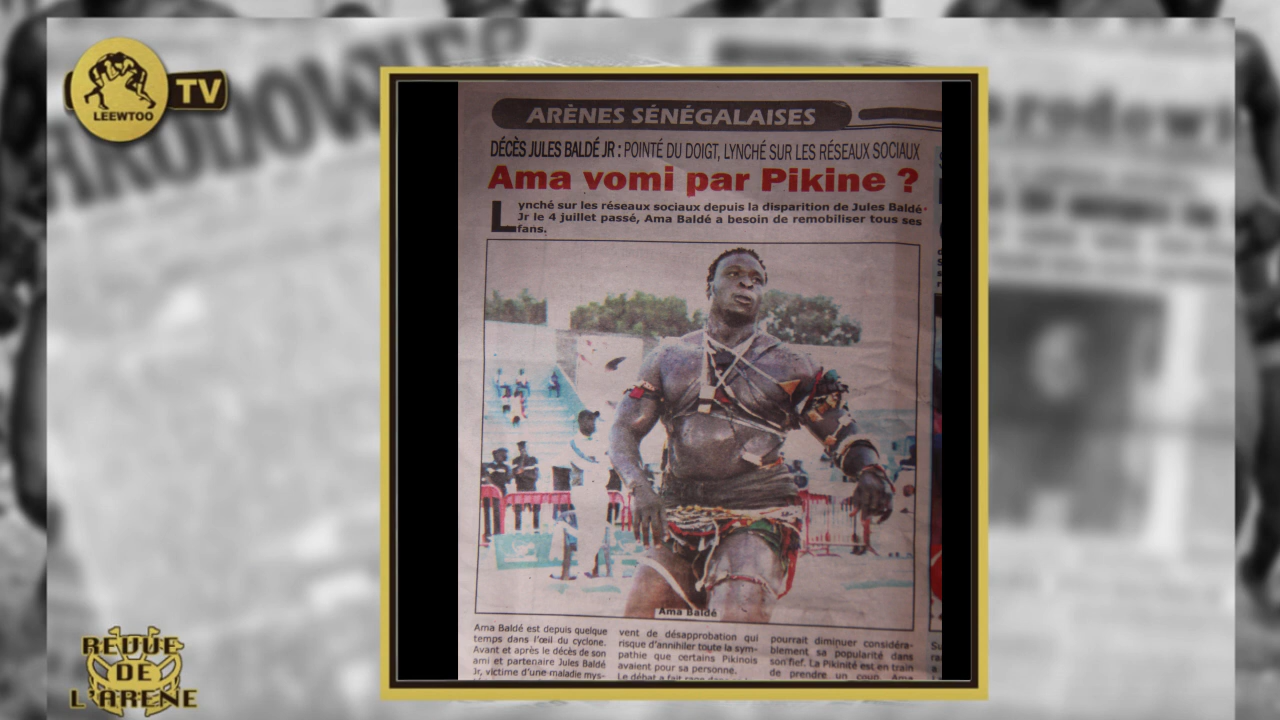 LEEWTOO
TV
ARÈNES SÉNÉGALAISES
DÉCÈS JULES BALDÉ JR : POINTÉ DU DOIGT, LYNCHÉ SUR LES RÉSEAUX SOCIAUX
Ama vomi par Pikine ?
Lynché sur les réseaux sociaux depuis la disparition de Jules Baldé
Jr le 4 juillet passé, Ama Baldé a besoin de remobiliser tous ses
fans.
Ama Baldé
Ama Baldé est depuis quelque
temps dans l'œil du cyclone.
Avant et après le décès de son
ami et partenaire Jules Baldé
Jr, victime d'une maladie mys-
vent de désapprobation qui
risque d'annihiler toute la sym-
pathie que certains Pikinois
avaient pour sa personne.
Le débat a fait rage
pourrait diminuer considéra-
blement sa popularité dans
son fief. La Pikinité est en train
de prendre un coup. Ama
REVUE
DE
L'ARENE